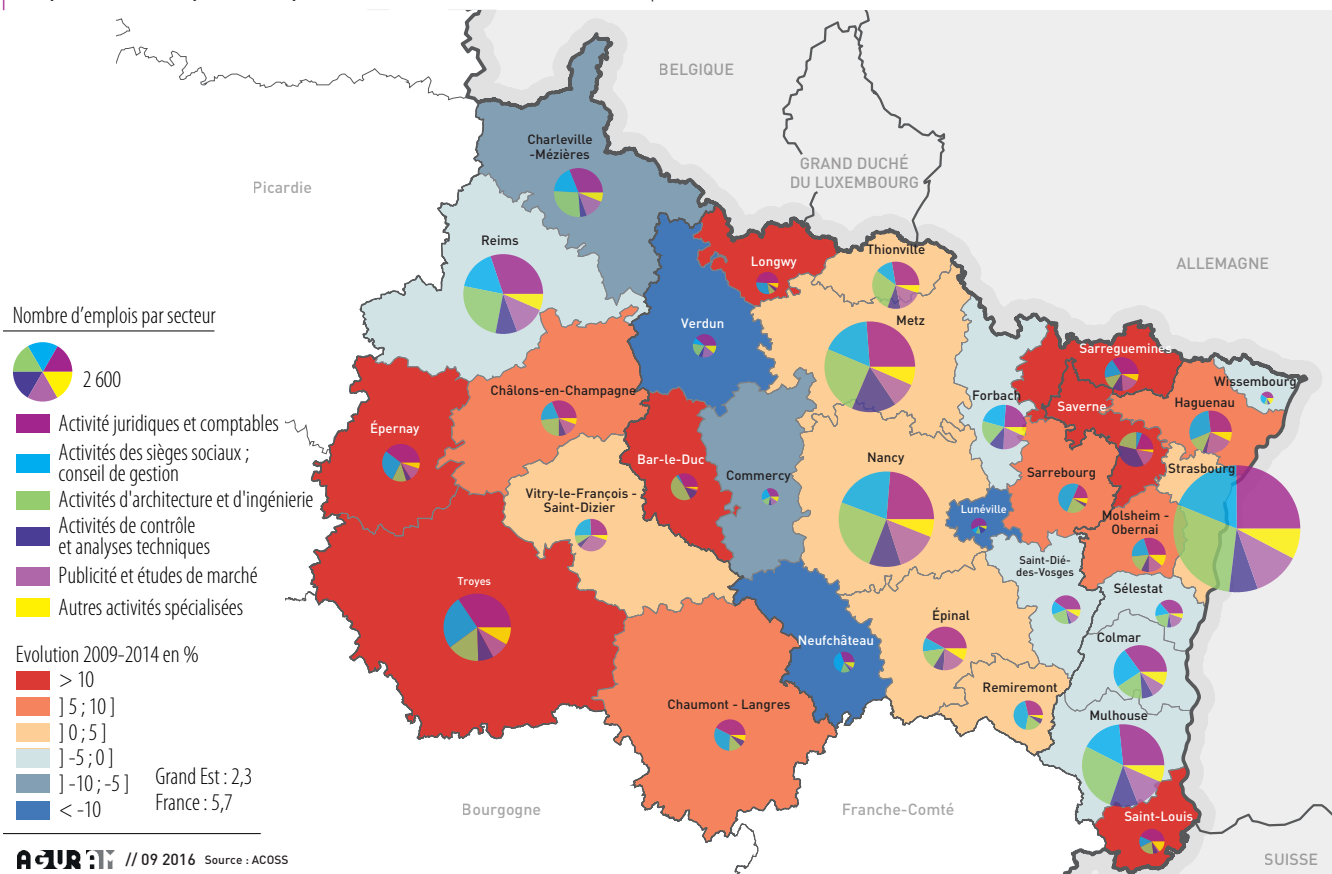 BELGIQUE
Charleville
-Mézières
GRAND DUCHÉ
DU LUXEMBOURG
Picardie
Reims
Longwy
Thionville
ALLEMAGNE
Nombre d'emplois par secteur
2 600
Activité juridiques et comptables
Activités des sièges sociaux ;
conseil de gestion
Activités d'architecture et d'ingénierie
Activités de contrôle
et analyses techniques
Publicité et études de marché
Autres activités spécialisées
Verdun
Metz
Sarreguemines
Wissembourg
Châlons-en-Champagne
Forbach
Saverne
Haguenau
Épernay
Bar-le-Duc
Commercy
Nancy
Sarrebourg
Strasbourg
Vitry-le-François -
Saint-Dizier
Lunéville
Molsheim -
Obernai
Troyes
Saint-Dié-
des-Vosges
Sélestat
Épinal
Colmar
Neufchâteau
Remiremont
Chaumont - Langres
Mulhouse
Saint-Louis
Evolution 2009-2014 en %
> 10
] 5 ; 10 ]
] 0 ; 5 ]
] -5 ; 0 ]
] -10 ; -5 ]
< -10
Grand Est : 2,3
France : 5,7
Bourgogne
Franche-Comté
SUISSE
AGURAM // 09 2016 Source : ACOSS